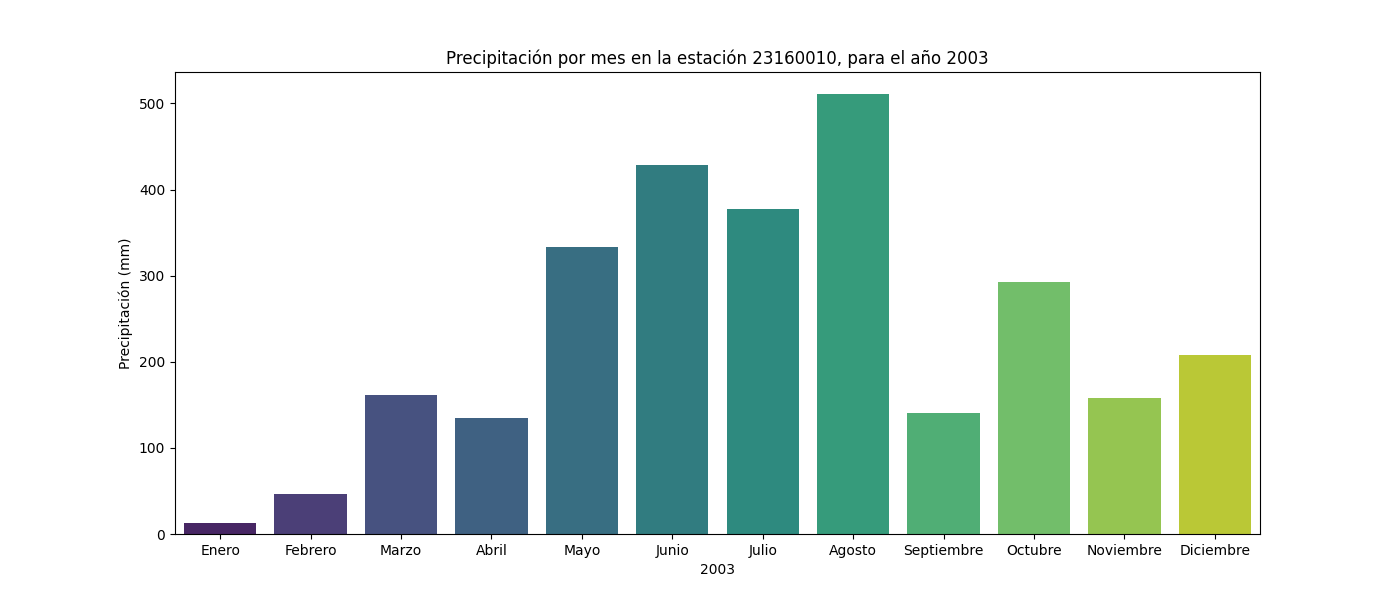 Precipitación por mes en la estación 23160010, para el año 2003
Precipitación (mm)
500
400
300
200
100
0
Enero Febrero Marzo Abril Mayo Junio Julio Agosto Septiembre Octubre Noviembre Diciembre
2003